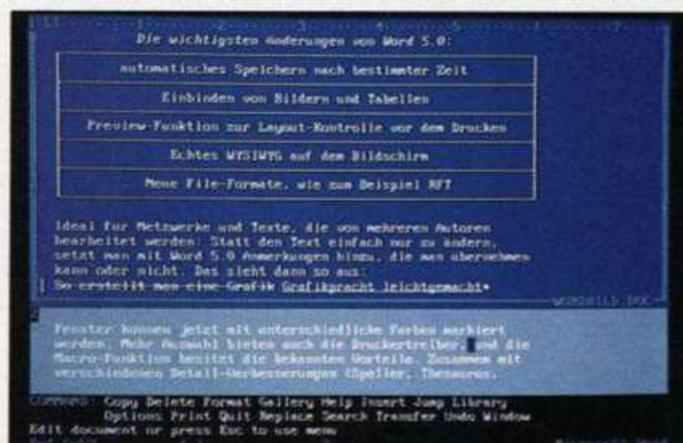 Die wichtigsten Änderungen von Word 5.0:
automatisches Speichern nach bestimmter Zeit
Einbinden von Bildern und Tabellen
Preview-Funktion zur Layout-Kontrolle vor dem Drucken
Echtes WYSIWYG auf dem Bildschirm
Neue File-Formate, wie zum Beispiel RFT
Ideal für Netzwerke und Texte, die von mehreren Autoren
bearbeitet werden: Statt den Text einfach nur zu ändern,
setzt man mit Word 5.0 Anmerkungen hinzu, die man übernehmen
kann oder nicht. Das sieht dann so aus:
So erstellt man eine Grafik Grafikpracht leichtgemacht
WORDBILD.DOC
Fenster können jetzt mit unterschiedliche Farben markiert
werden. Mehr Auswahl bieten auch die Druckertreiber, und die
Macro-Funktion besitzt die bekannten Vorteile. Zusammen mit
verschiedenen Detail-Verbesserungen (Speller, Thesaurus,
COMMAND: Copy Delete Format Gallery Help Insert Jump Library
Options Print Quit Replace Search Transfer Undo Window
Edit document or press Esc to use menu